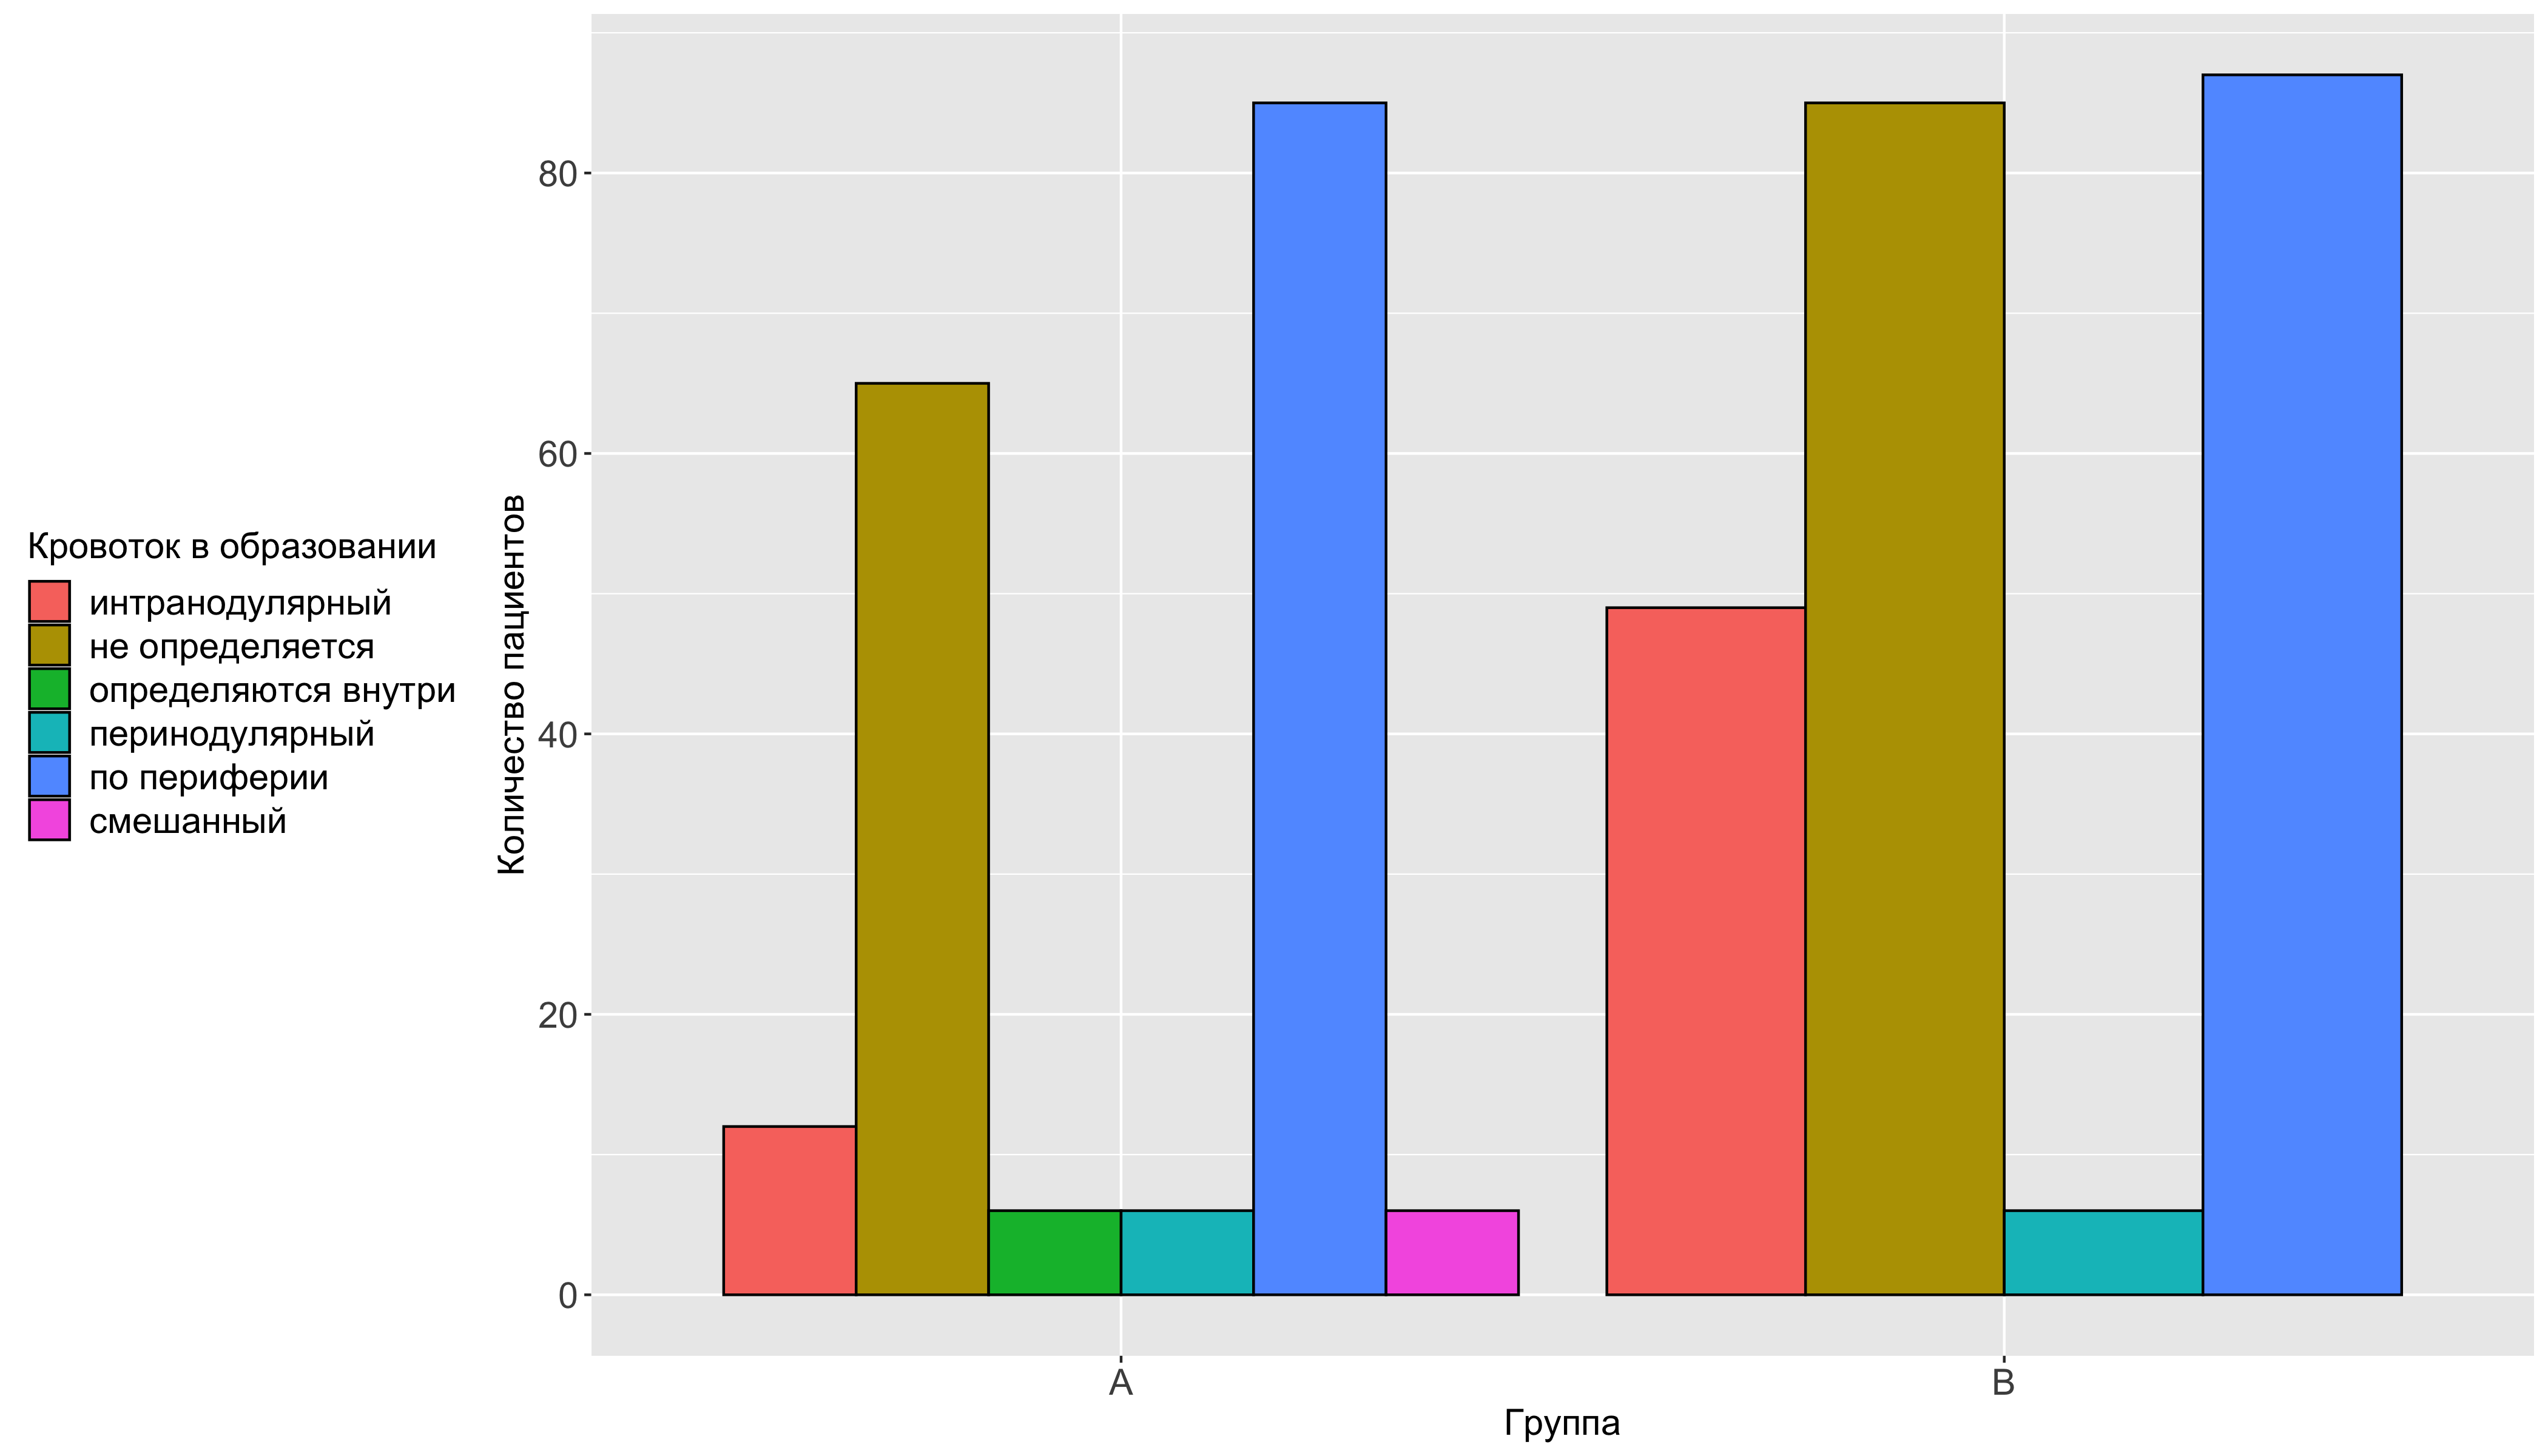 Кровоток в образовании
интранодулярный
не определяется
определяются внутри
перинодулярный
по периферии
смешанный
Количество пациентов
80
60
40
20
0
A
B
Группа